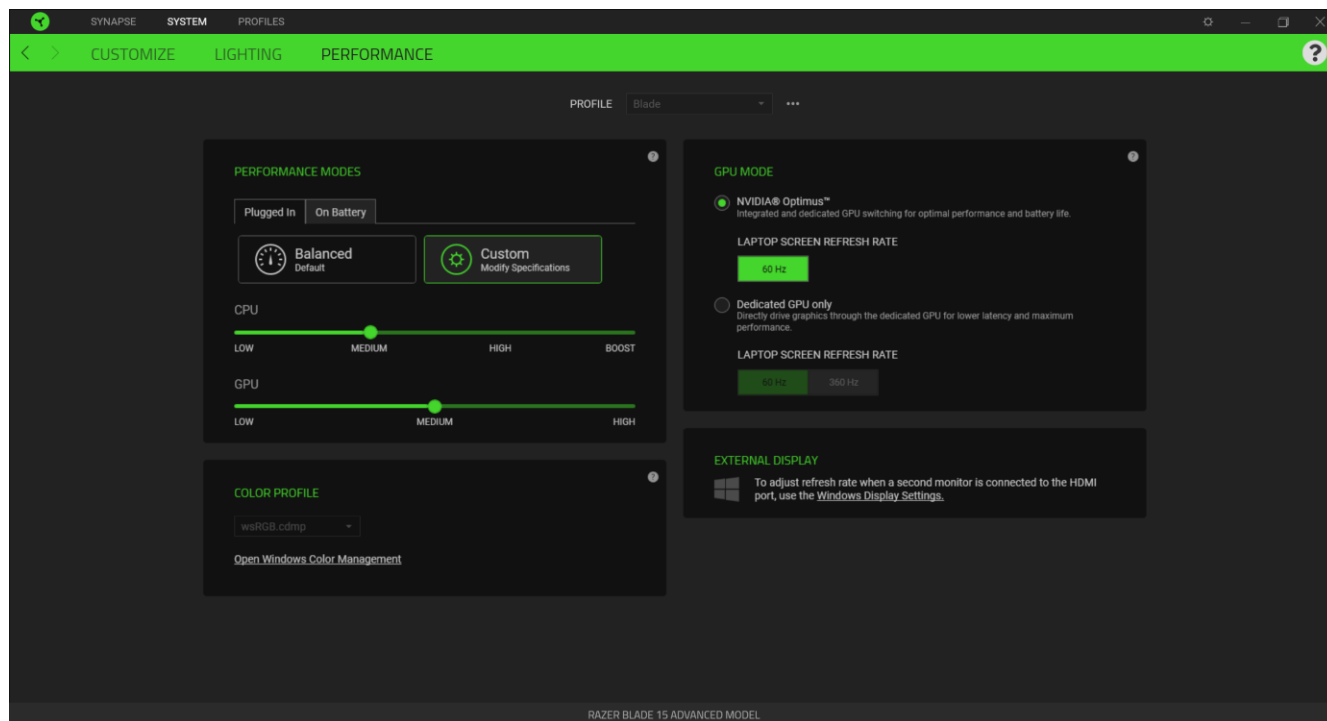 SYNAPSE SYSTEM PROFILES
CUSTOMIZE LIGHTING PERFORMANCE
?
PROFILE Blade
PERFORMANCE MODES
?
Plugged In On Battery
Balanced
Default
Custom
Modify Specifications
CPU
LOW MEDIUM HIGH BOOST
GPU
LOW MEDIUM HIGH
COLOR PROFILE
?
wsRGB.cdmp
Open Windows Color Management
GPU MODE
?
NVIDIA® Optimus™
Integrated and dedicated GPU switching for optimal performance and battery life.
LAPTOP SCREEN REFRESH RATE
60 Hz
Dedicated GPU only
Directly drive graphics through the dedicated GPU for lower latency and maximum
performance.
LAPTOP SCREEN REFRESH RATE
60 Hz 360 Hz
EXTERNAL DISPLAY
To adjust refresh rate when a second monitor is connected to the HDMI
port, use the Windows Display Settings.
RAZER BLADE 15 ADVANCED MODEL